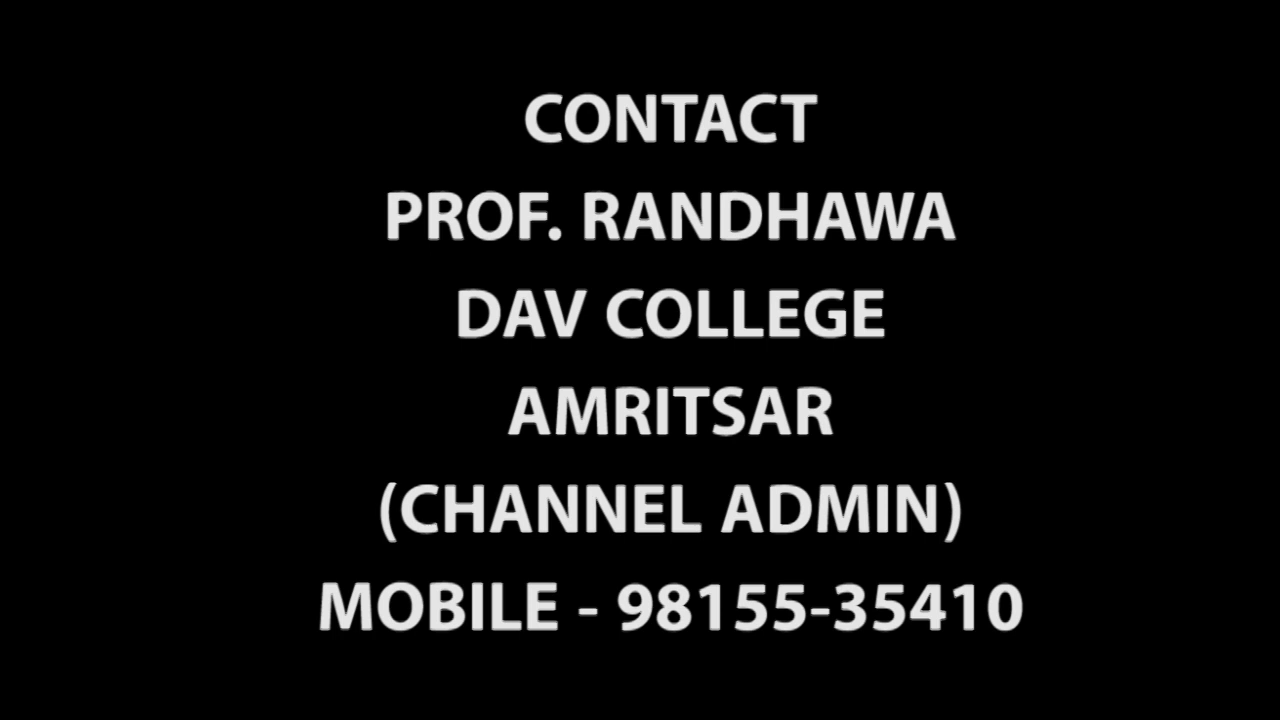 CONTACT
PROF. RANDHAWA
DAV COLLEGE
AMRITSAR
(CHANNEL ADMIN)
MOBILE - 98155-35410